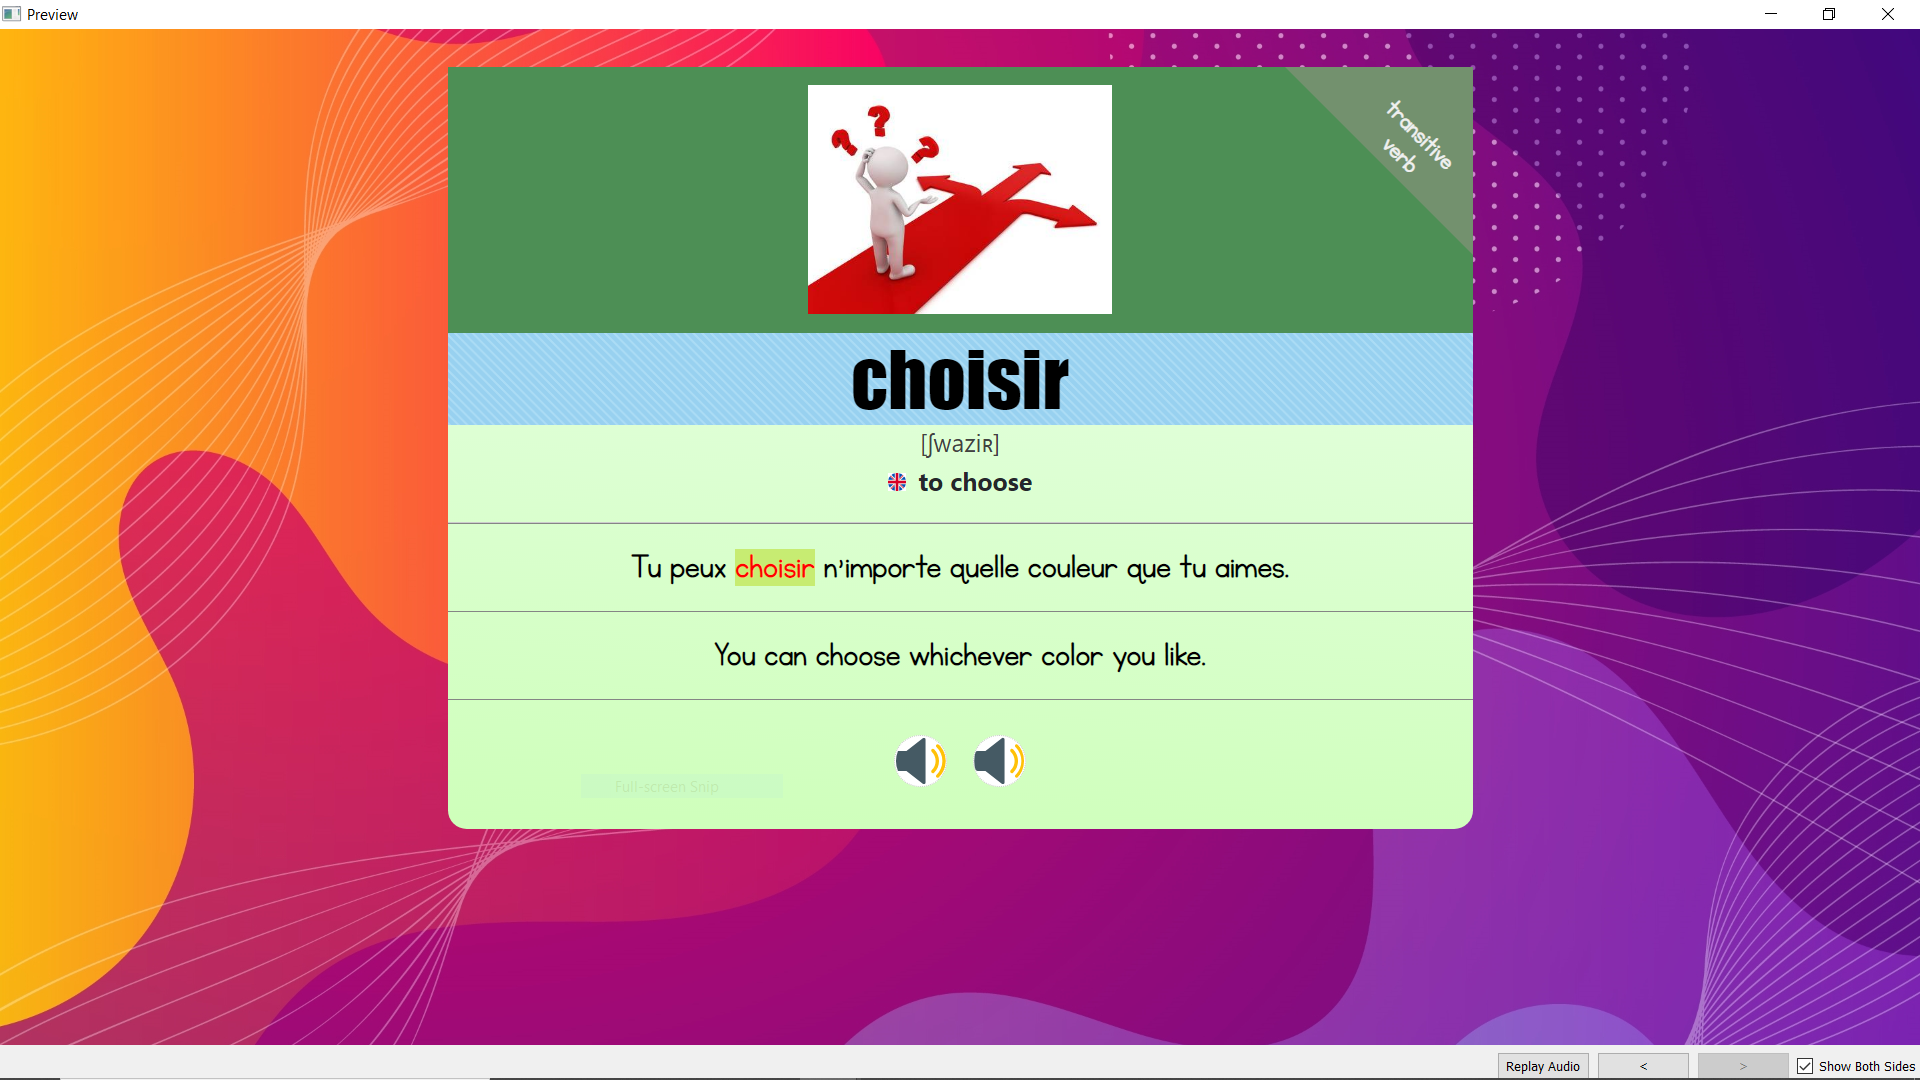 Preview
transitive
verb
choisir
[ʃwaziʀ]
to choose
Tu peux choisir n'importe quelle couleur que tu aimes.
You can choose whichever color you like.
Full-screen Snip
Replay Audio < > Show Both Sides